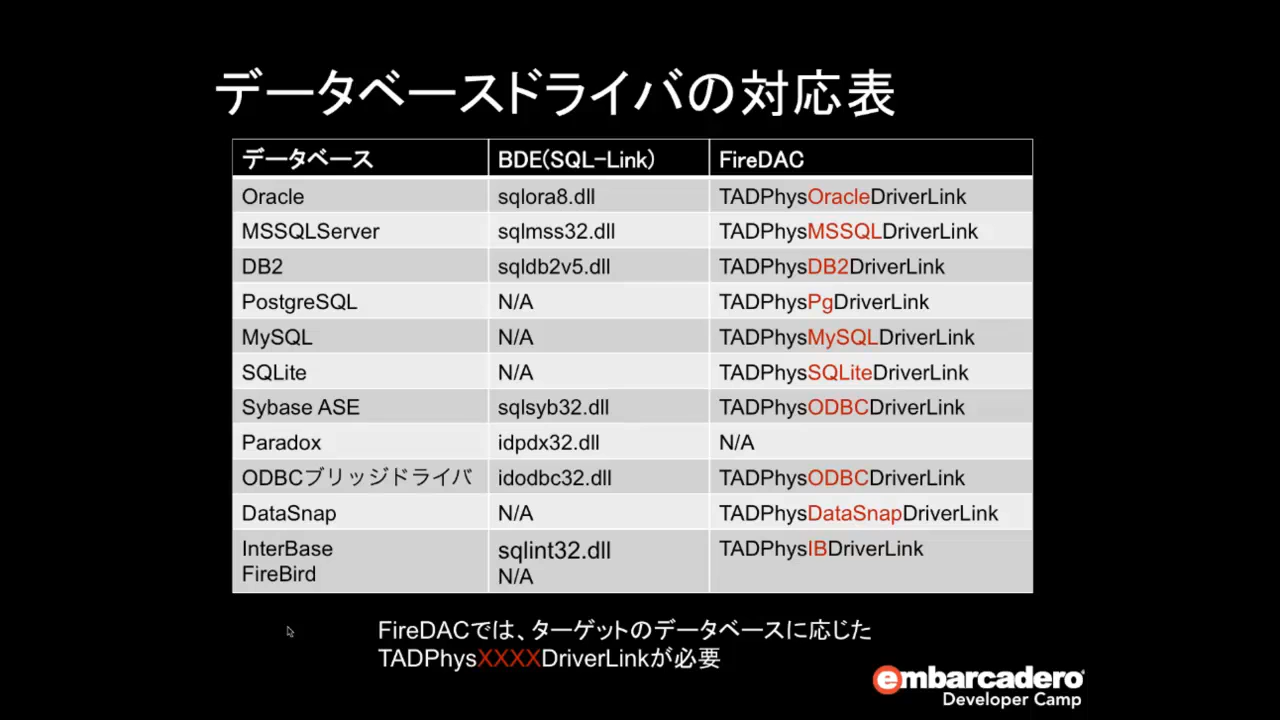 データベースドライバの対応表
データベース BDE(SQL-Link) FireDAC
Oracle sqlora8.dll TADPhysOracleDriverLink
MSSQLServer sqlmss32.dll TADPhysMSSQLDriverLink
DB2 sqldb2v5.dll TADPhysDB2DriverLink
PostgreSQL N/A TADPhysPgDriverLink
MySQL N/A TADPhysMySQLDriverLink
SQLite N/A TADPhysSQLiteDriverLink
Sybase ASE sqlsyb32.dll TADPhysODBCDriverLink
Paradox idpdx32.dll N/A
ODBCブリッジドライバ idodbc32.dll TADPhysODBCDriverLink
DataSnap N/A TADPhysDataSnapDriverLink
InterBase sqlint32.dll TADPhysIBDriverLink
FireBird N/A
FireDACでは、ターゲットのデータベースに応じた
TADPhysXXXXDriverLinkが必要
embarcadero
Developer Camp